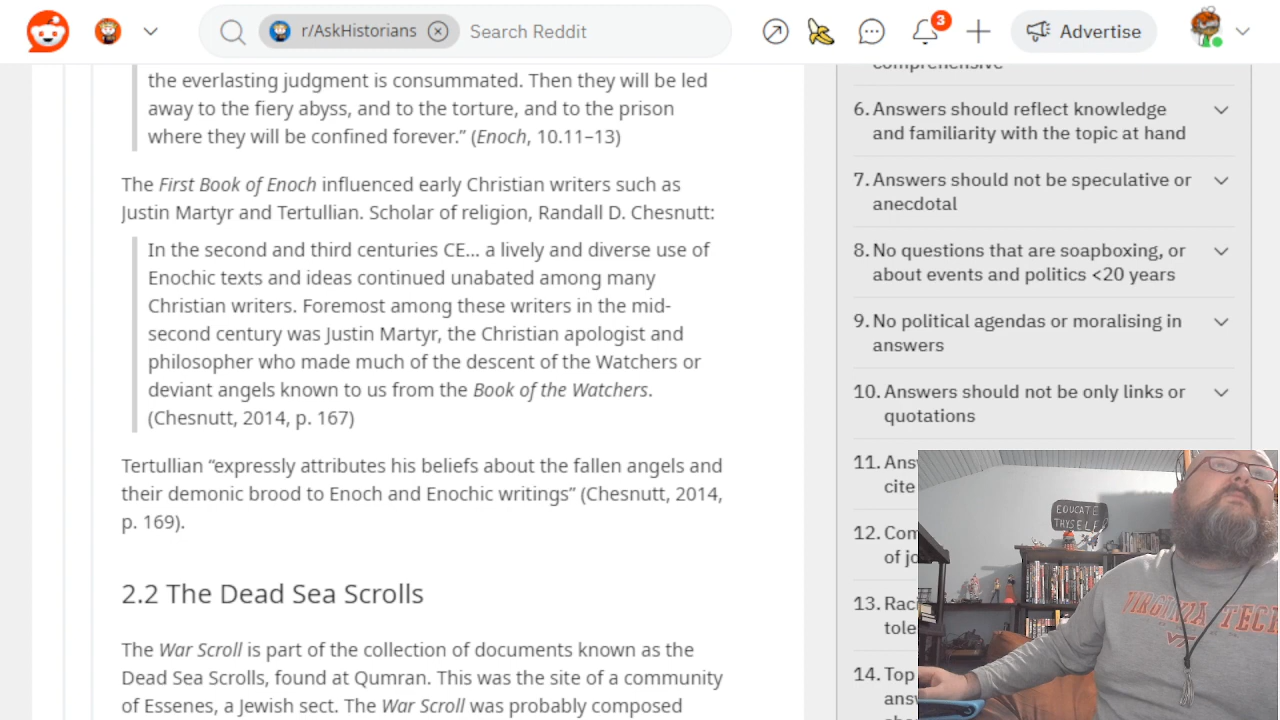 r/AskHistorians
Search Reddit
3
Advertise
the everlasting judgment is consummated. Then they will be led
away to the fiery abyss, and to the torture, and to the prison
where they will be confined forever.” (Enoch, 10.11–13)
The First Book of Enoch influenced early Christian writers such as
Justin Martyr and Tertullian. Scholar of religion, Randall D. Chesnutt:
In the second and third centuries CE... a lively and diverse use of
Enochic texts and ideas continued unabated among many
Christian writers. Foremost among these writers in the mid-
second century was Justin Martyr, the Christian apologist and
philosopher who made much of the descent of the Watchers or
deviant angels known to us from the Book of the Watchers.
(Chesnutt, 2014, p. 167)
Tertullian “expressly attributes his beliefs about the fallen angels and
their demonic brood to Enoch and Enochic writings” (Chesnutt, 2014,
p. 169).
2.2 The Dead Sea Scrolls
The War Scroll is part of the collection of documents known as the
Dead Sea Scrolls, found at Qumran. This was the site of a community
of Essenes, a Jewish sect. The War Scroll was probably composed
comprehensive
6. Answers should reflect knowledge
and familiarity with the topic at hand
7. Answers should not be speculative or
anecdotal
8. No questions that are soapboxing, or
about events and politics <20 years
9. No political agendas or moralising in
answers
10. Answers should not be only links or
quotations
11. Ans
cite
12. Com
of jo
13. Rac
tole
14. Top
ans
EDUCATE
THYSELF
VIRGINIA TECH
VT